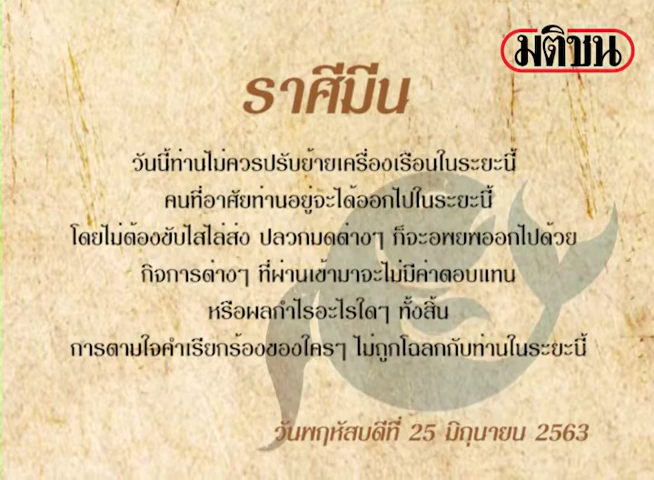 มติชน
ราศีมีน
วันนี้ท่านไม่ควรปรับย้ายเครื่องเรือนในระยะนี้
คนที่อาศัยท่านอยู่จะได้ออกไปในระยะนี้
โดยไม่ต้องขับไสไล่ส่ง ปลวกมดต่างๆ ก็จะอพยพออกไปด้วย
กิจการต่างๆ ที่ผ่านเข้ามาจะไม่มีค่าตอบแทน
หรือผลกำไรอะไรใดๆ ทั้งสิ้น
การตามใจคำเรียกร้องของใครๆ ไม่ถูกโฉลกกับท่านในระยะนี้
วันพฤหัสบดีที่ 25 มิถุนายน 2563